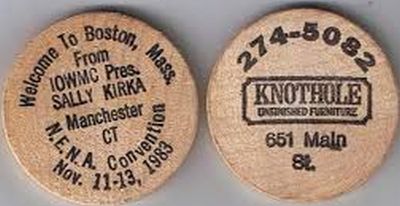 Welcome To Boston, Mass.
From
IOWMC Pres.
SALLY KIRKA
Manchester
CT
N.E.N.A. Convention
Nov. 11-13, 1983
274-5082
KNOTHOLE
UNFINISHED FURNITURE
651 Main
St.